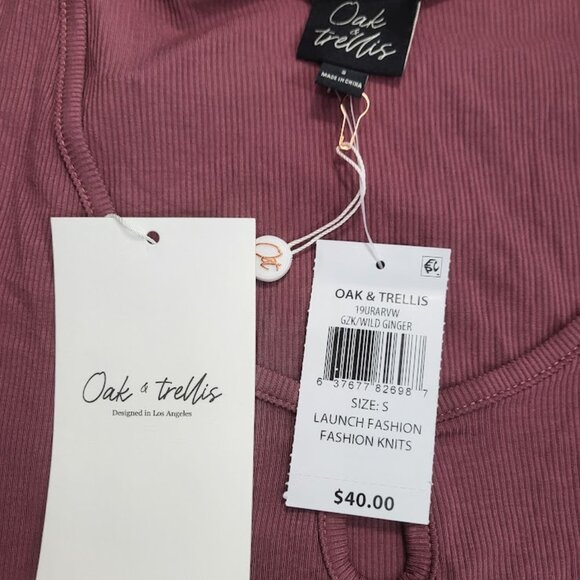 Oak
&
trellis
S
MADE IN CHINA
Oak & trellis
Designed in Los Angeles
OAK & TRELLIS
19URARVW
GZK/WILD GINGER
6 37677 82698 7
SIZE: S
LAUNCH FASHION
FASHION KNITS
$40.00